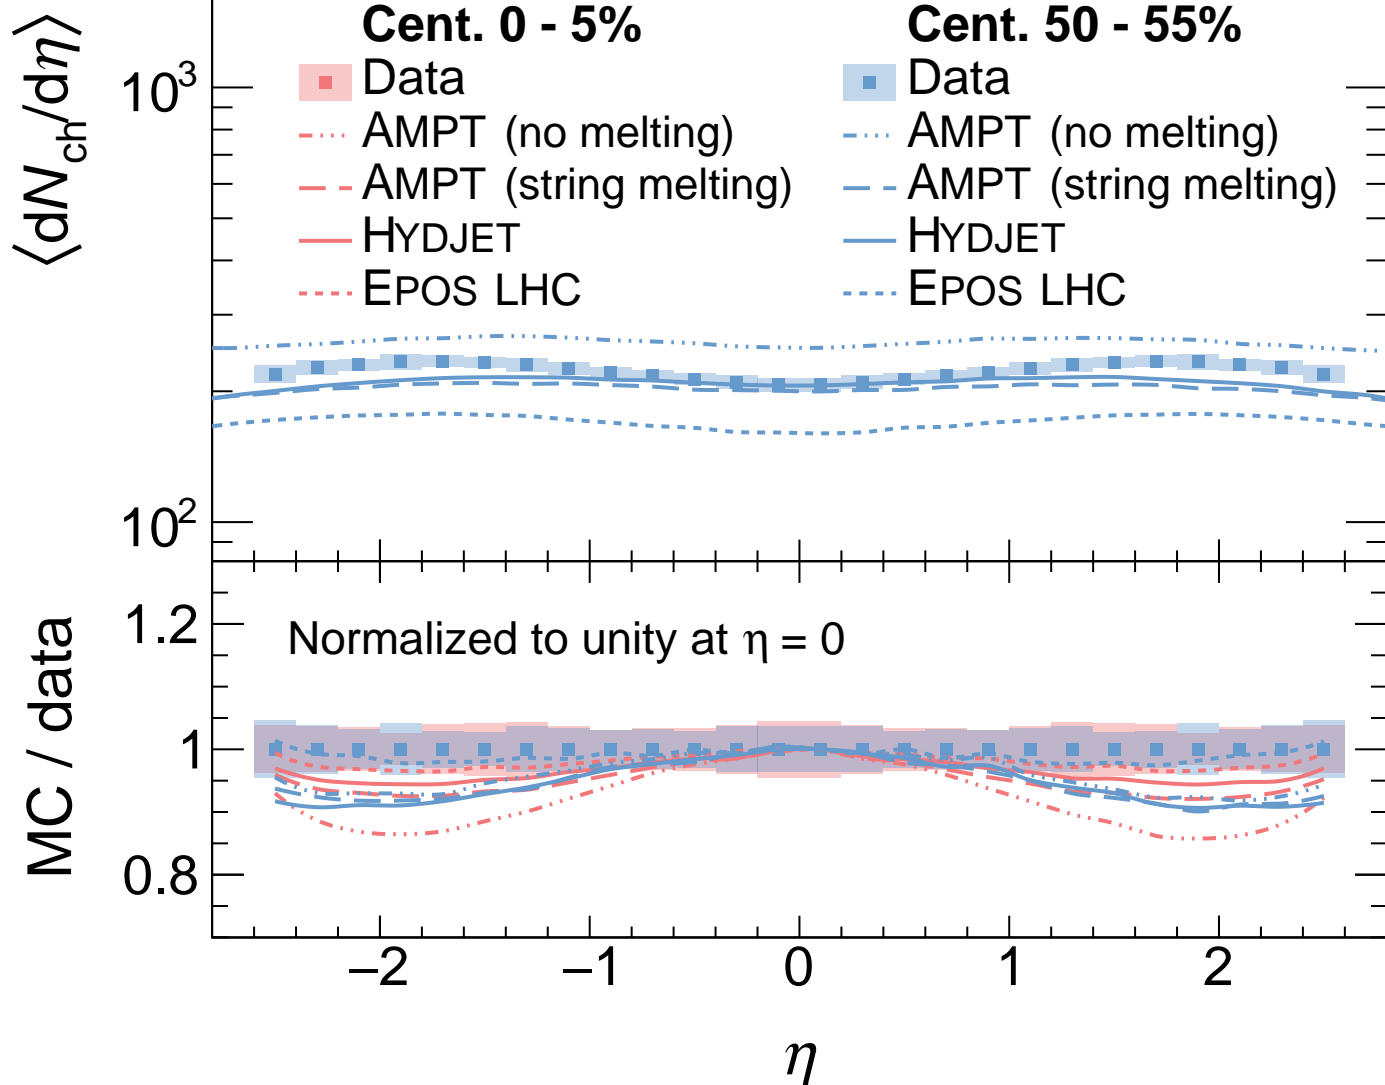 ⟨dN_ch/dη⟩
Cent. 0 - 5%
Data
AMPT (no melting)
AMPT (string melting)
HYDJET
EPOS LHC
Cent. 50 - 55%
Data
AMPT (no melting)
AMPT (string melting)
HYDJET
EPOS LHC
10³
10²
MC / data
Normalized to unity at η = 0
1.2
1
0.8
−2 −1 0 1 2
η